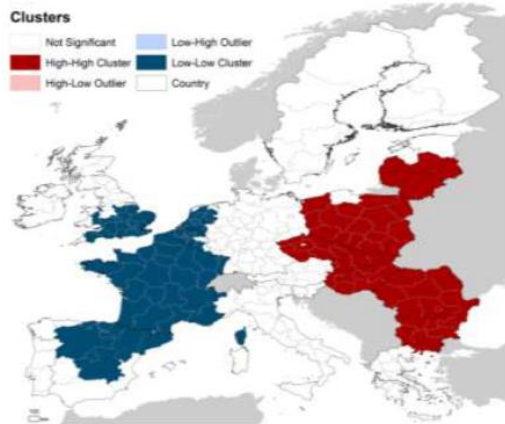 Clusters
Not Significant
Low-High Outlier
High-High Cluster
Low-Low Cluster
High-Low Outlier
Country